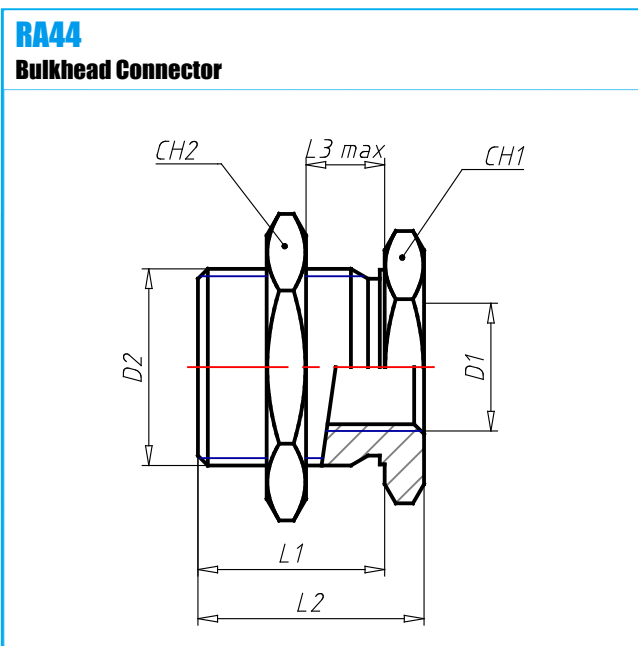 RA44
Bulkhead Connector
CH2
L3 max
CH1
D2
D1
L1
L2